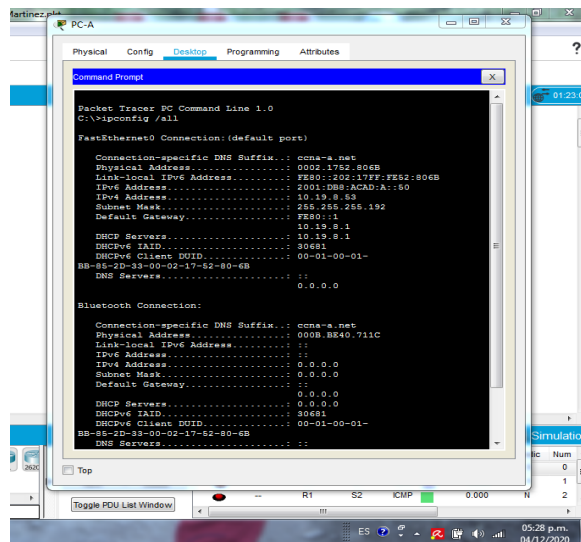 Martinez.pkt
PC-A
?
Physical Config Desktop Programming Attributes
Command Prompt
X
01:23:0
Packet Tracer PC Command Line 1.0
C:\>ipconfig /all
FastEthernet0 Connection:(default port)
Connection-specific DNS Suffix..: ccna-a.net
Physical Address................: 0002.1752.806B
Link-local IPv6 Address.........: FE80::202:17FF:FE52:806B
IPv6 Address....................: 2001:DB8:ACAD:A::50
IPv4 Address....................: 10.19.8.53
Subnet Mask.....................: 255.255.255.192
Default Gateway.................: FE80::1
10.19.8.1
DHCP Servers....................: 10.19.8.1
DHCPv6 IAID.....................: 30681
DHCPv6 Client DUID..............: 00-01-00-01-
BB-85-2D-33-00-02-17-52-80-6B
DNS Servers.....................: ::
0.0.0.0
Bluetooth Connection:
Connection-specific DNS Suffix..: ccna-a.net
Physical Address................: 000B.BE40.711C
Link-local IPv6 Address.........: ::
IPv6 Address....................: ::
IPv4 Address....................: 0.0.0.0
Subnet Mask.....................: 0.0.0.0
Default Gateway.................: ::
0.0.0.0
DHCP Servers....................: 0.0.0.0
DHCPv6 IAID.....................: 30681
DHCPv6 Client DUID..............: 00-01-00-01-
BB-85-2D-33-00-02-17-52-80-6B
DNS Servers.....................: ::
Simulatio
2620
dic Num
Top
0
1
-- R1 S2 ICMP 0.000 N 2
Toggle PDU List Window
ES
05:28 p.m.
04/12/2020